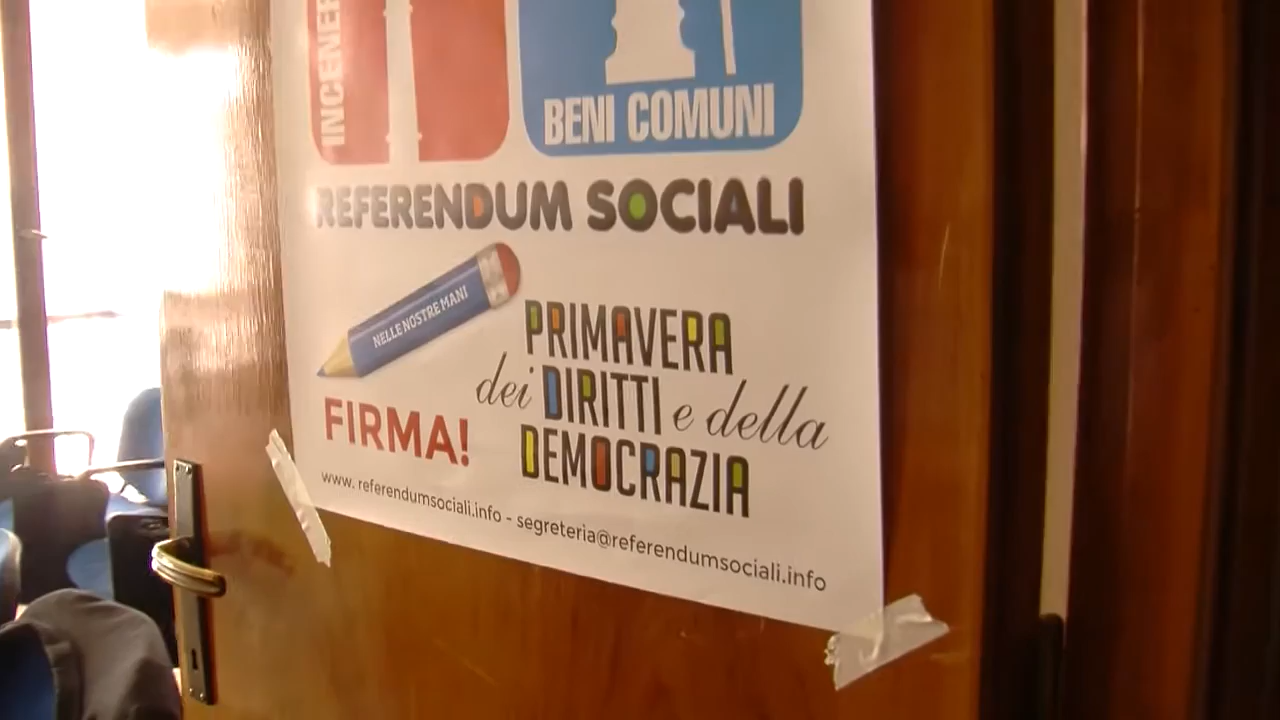 BENI COMUNI
REFERENDUM SOCIALI
NELLE NOSTRE MANI
PRIMAVERA
dei DIRITTI e della
DEMOCRAZIA
FIRMA!
www. referendumsociali.info - segreteria@referendumsociali.info